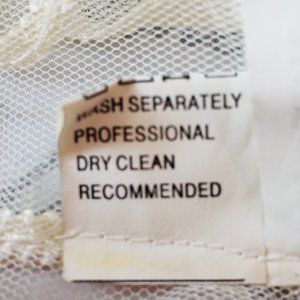 WASH SEPARATELY
PROFESSIONAL
DRY CLEAN
RECOMMENDED